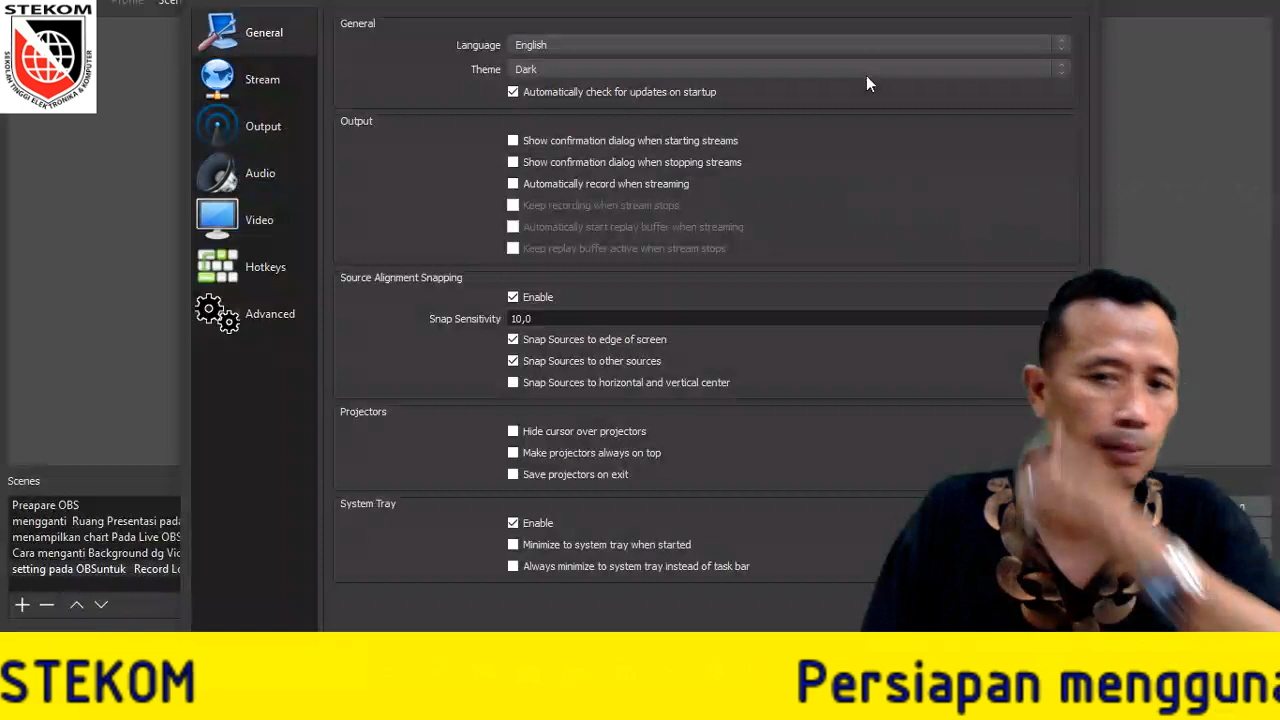 STEKOM
SEKOLAH TINGGI ELEKTRONIKA & KOMPUTER
Profile
General
Stream
Output
Audio
Video
Hotkeys
Advanced
General
Language English
Theme Dark
Automatically check for updates on startup
Output
Show confirmation dialog when starting streams
Show confirmation dialog when stopping streams
Automatically record when streaming
Keep recording when stream stops
Automatically start replay buffer when streaming
Keep replay buffer active when stream stops
Source Alignment Snapping
Enable
Snap Sensitivity 10,0
Snap Sources to edge of screen
Snap Sources to other sources
Snap Sources to horizontal and vertical center
Projectors
Hide cursor over projectors
Make projectors always on top
Save projectors on exit
System Tray
Enable
Minimize to system tray when started
Always minimize to system tray instead of task bar
Scenes
Preapare OBS
mengganti Ruang Presentasi pada
menampilkan chart Pada Live OBS
Cara menganti Background dg Vic
setting pada OBSuntuk Record Lo
STEKOM Persiapan mengguna